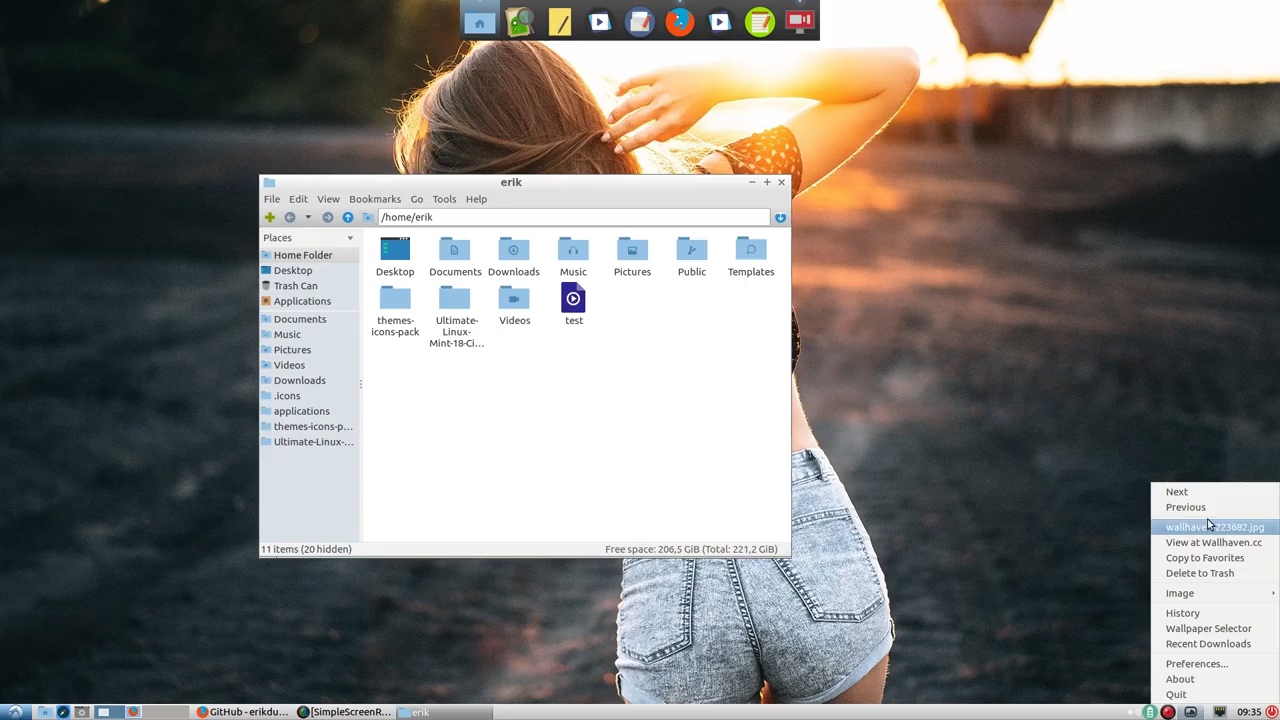 erik
File Edit View Bookmarks Go Tools Help
/home/erik
Places
Home Folder
Desktop
Trash Can
Applications
Documents
Music
Pictures
Videos
Downloads
.icons
applications
themes-icons-p...
Ultimate-Linux-...
Desktop Documents Downloads Music Pictures Public Templates
themes-
icons-pack
Ultimate-
Linux-
Mint-18-Ci...
Videos
test
11 items (20 hidden) Free space: 206,5 GiB (Total: 221,2 GiB)
Next
Previous
View at Wallhaven.cc
Copy to Favorites
Delete to Trash
Image
History
Wallpaper Selector
Recent Downloads
Preferences...
About
Quit
GitHub - erikdu... [SimpleScreenR... erik 09:35